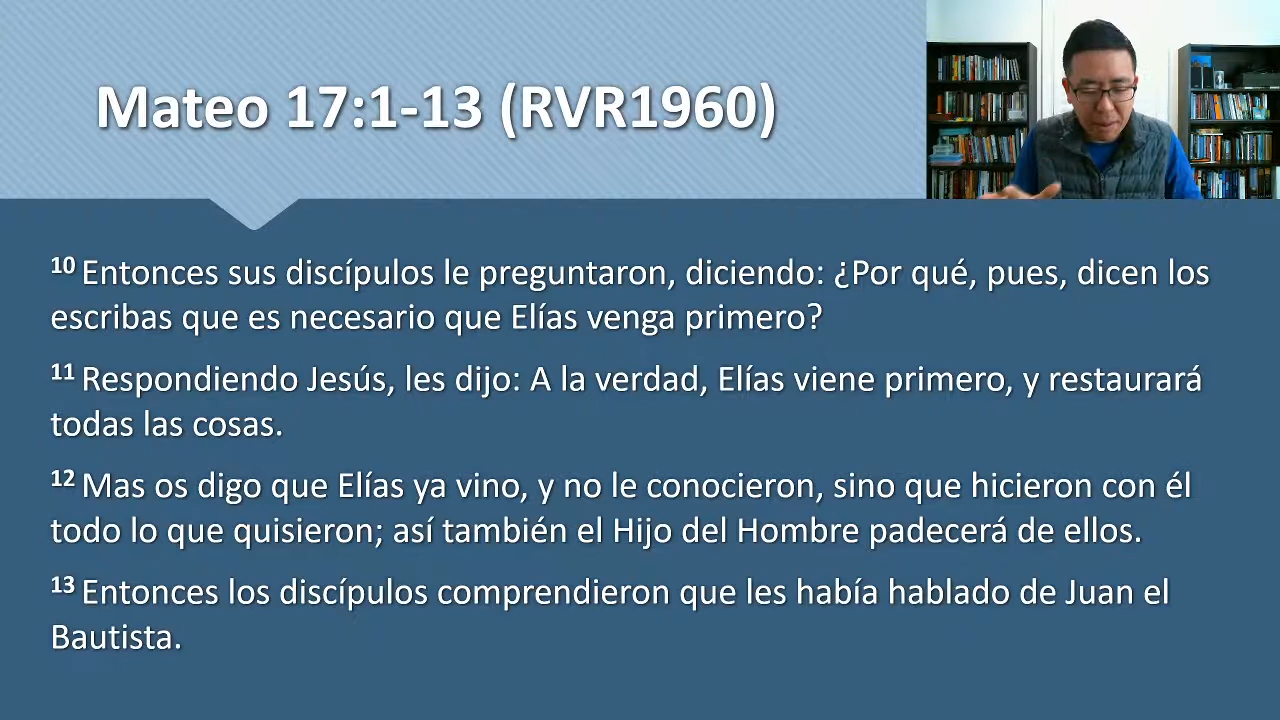 Mateo 17:1-13 (RVR1960)
10 Entonces sus discípulos le preguntaron, diciendo: ¿Por qué, pues, dicen los
escribas que es necesario que Elías venga primero?
11 Respondiendo Jesús, les dijo: A la verdad, Elías viene primero, y restaurará
todas las cosas.
12 Mas os digo que Elías ya vino, y no le conocieron, sino que hicieron con él
todo lo que quisieron; así también el Hijo del Hombre padecerá de ellos.
13 Entonces los discípulos comprendieron que les había hablado de Juan el
Bautista.